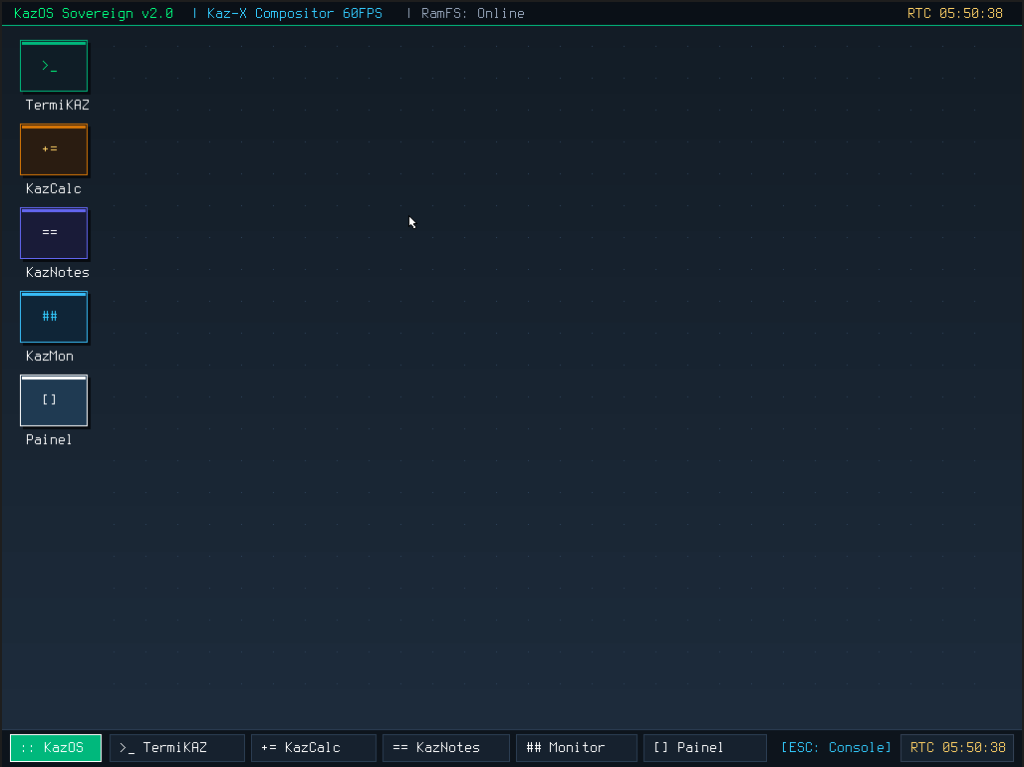 KazOS Sovereign v2.0 | Kaz-X Compositor 60FPS | RamFS: Online RTC 05:50:38
>_
TermiKAZ
+=
KazCalc
==
KazNotes
##
KazMon
[]
Painel
:: KazOS >_ TermiKAZ += KazCalc == KazNotes ## Monitor [] Painel [ESC: Console] RTC 05:50:38